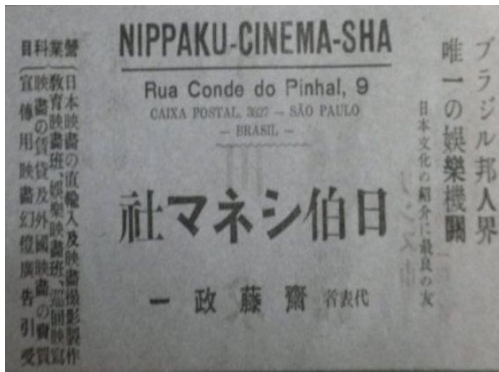 ブラジル邦人界
唯一の娯樂機關
日本文化の紹介に最良の友
NIPPAKU-CINEMA-SHA
Rua Conde do Pinhal, 9
CAIXA POSTAL, 3627 – SÃO PAULO
– BRASIL –
日伯シネマ社
代表者 齋藤政一
營業科目
日本映畫の直輸入及映畫撮影製作
敎育映畫班、娯樂映畫班、巡回映寫
映畫の賃貸及外國映畫の賣買
宣傳用映畫幻燈廣告引受